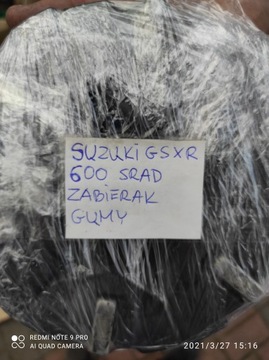 SUZUKI GSXR
600 SRAD
ZABIERAK
GUMY
REDMI NOTE 9 PRO
AI QUAD CAMERA
2021/3/27 15:16